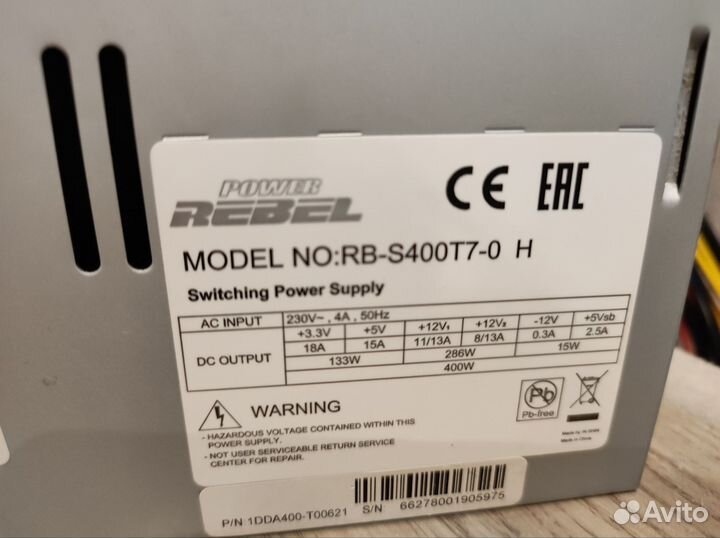 POWER
REBEL
CE EAC
MODEL NO:RB-S400T7-0 H
Switching Power Supply
AC INPUT 230V~ , 4A , 50Hz
DC OUTPUT +3.3V +5V +12V₁ +12V₂ -12V +5Vsb
18A 15A 11/13A 8/13A 0.3A 2.5A
133W 286W 15W
400W
WARNING
- HAZARDOUS VOLTAGE CONTAINED WITHIN THIS
POWER SUPPLY.
- NOT USER SERVICEABLE RETURN SERVICE
CENTER FOR REPAIR.
Pb
Pb-free
Made in China
P/N 1DDA400-T00621 S/N 66278001905975
Avito